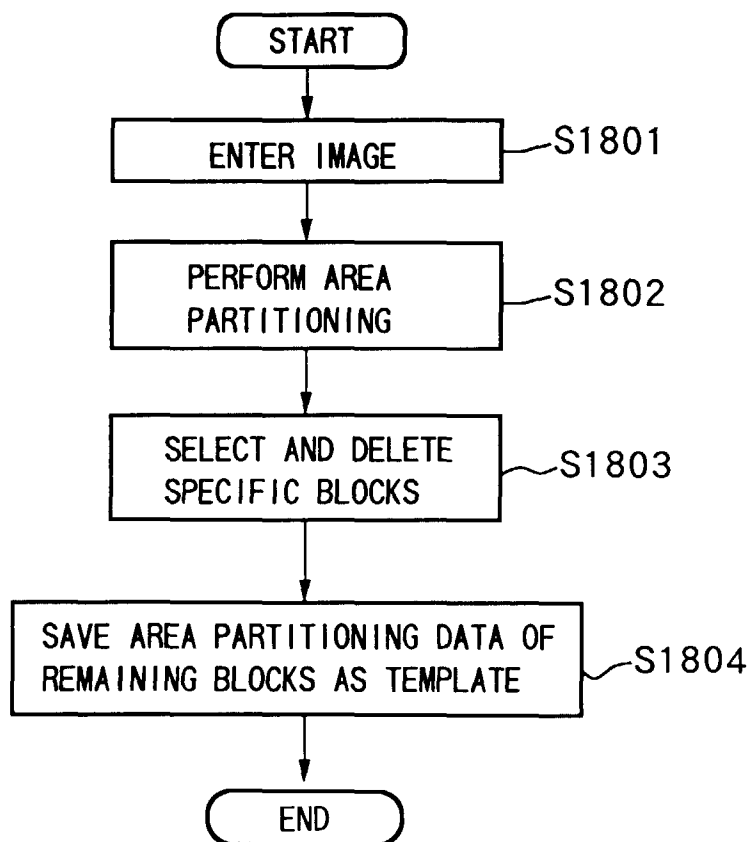 START
ENTER IMAGE
S1801
PERFORM AREA
PARTITIONING
S1802
SELECT AND DELETE
SPECIFIC BLOCKS
S1803
SAVE AREA PARTITIONING DATA OF
REMAINING BLOCKS AS TEMPLATE
S1804
END